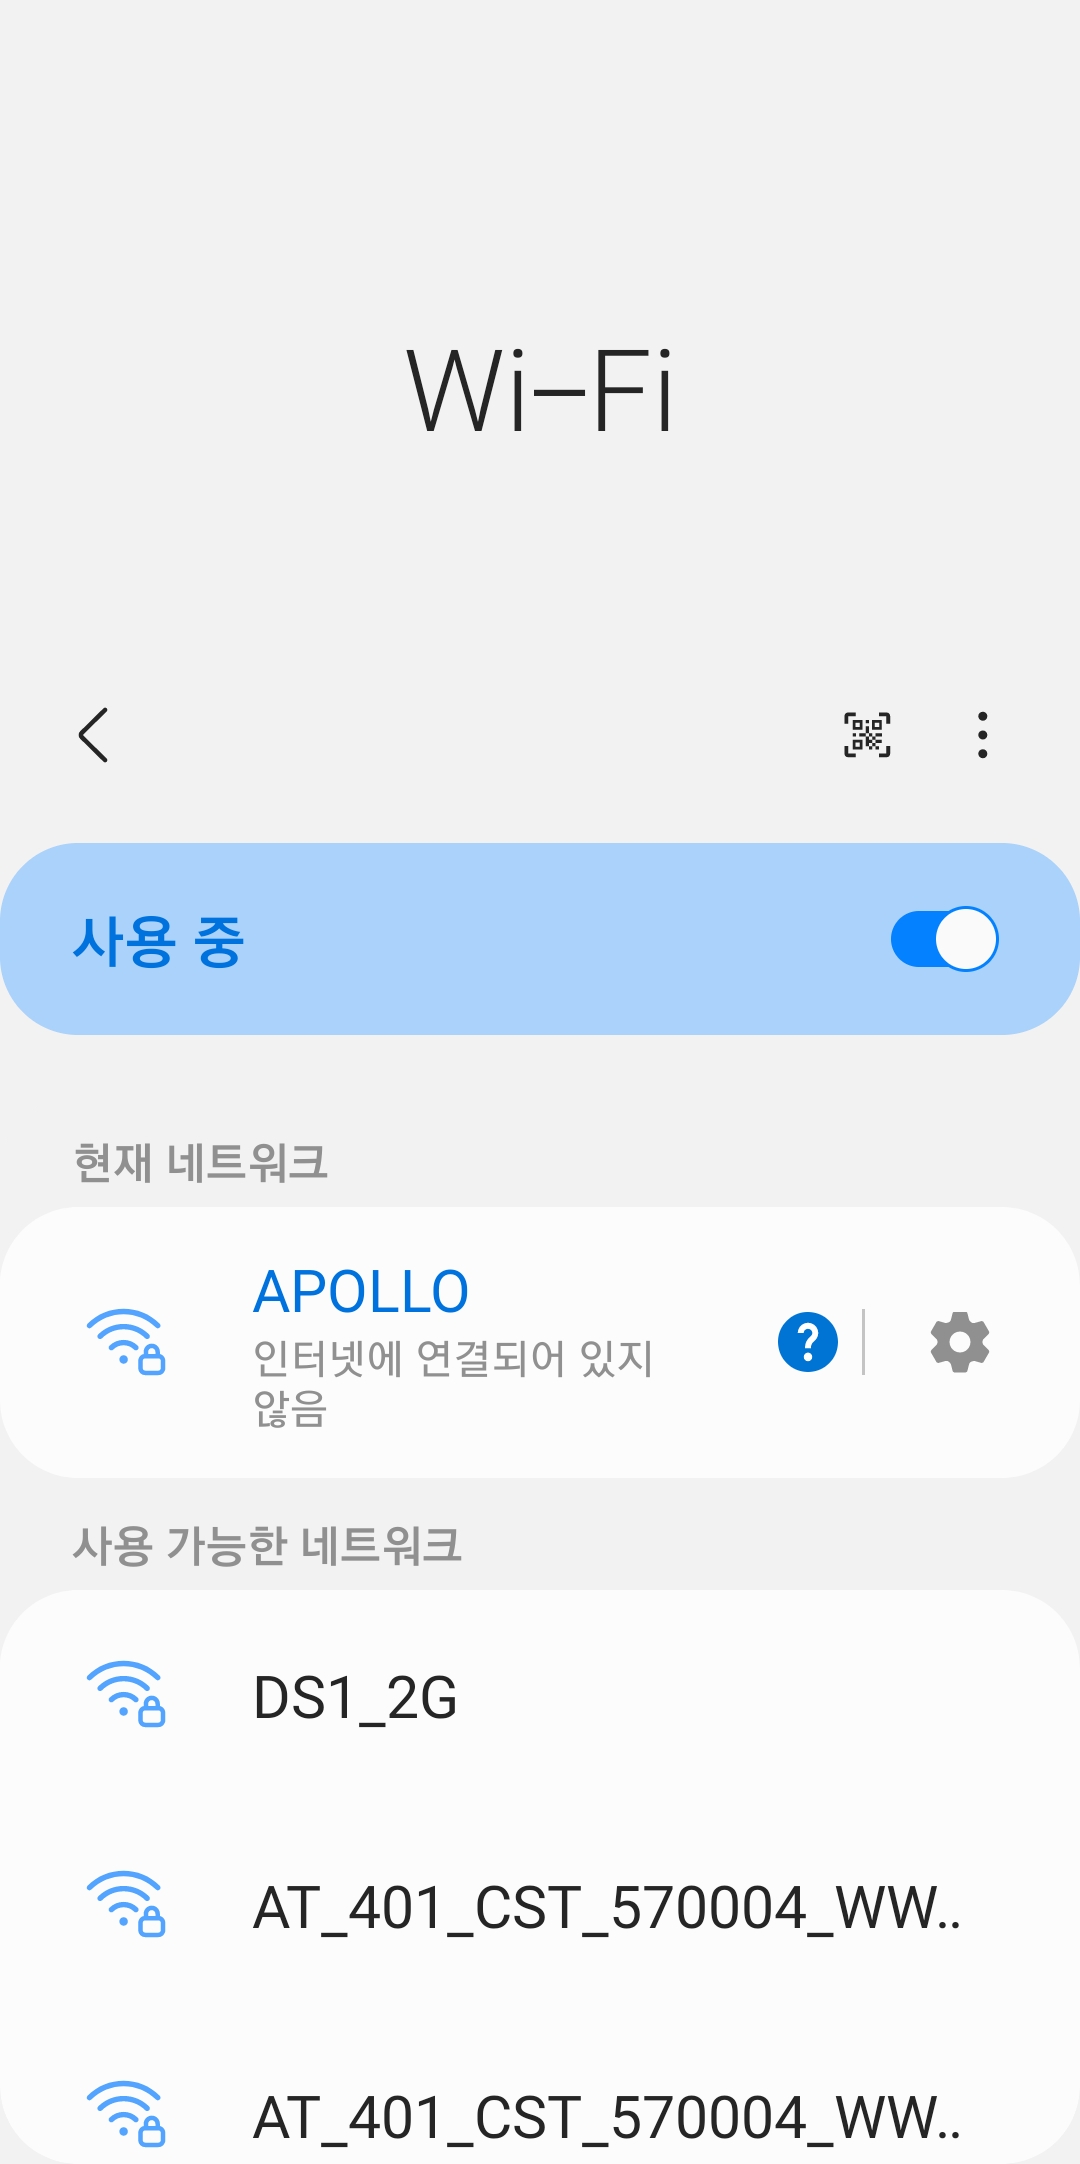 Wi-Fi
사용 중
현재 네트워크
APOLLO
인터넷에 연결되어 있지
않음
사용 가능한 네트워크
DS1_2G
AT_401_CST_570004_WW..
AT_401_CST_570004_WW..